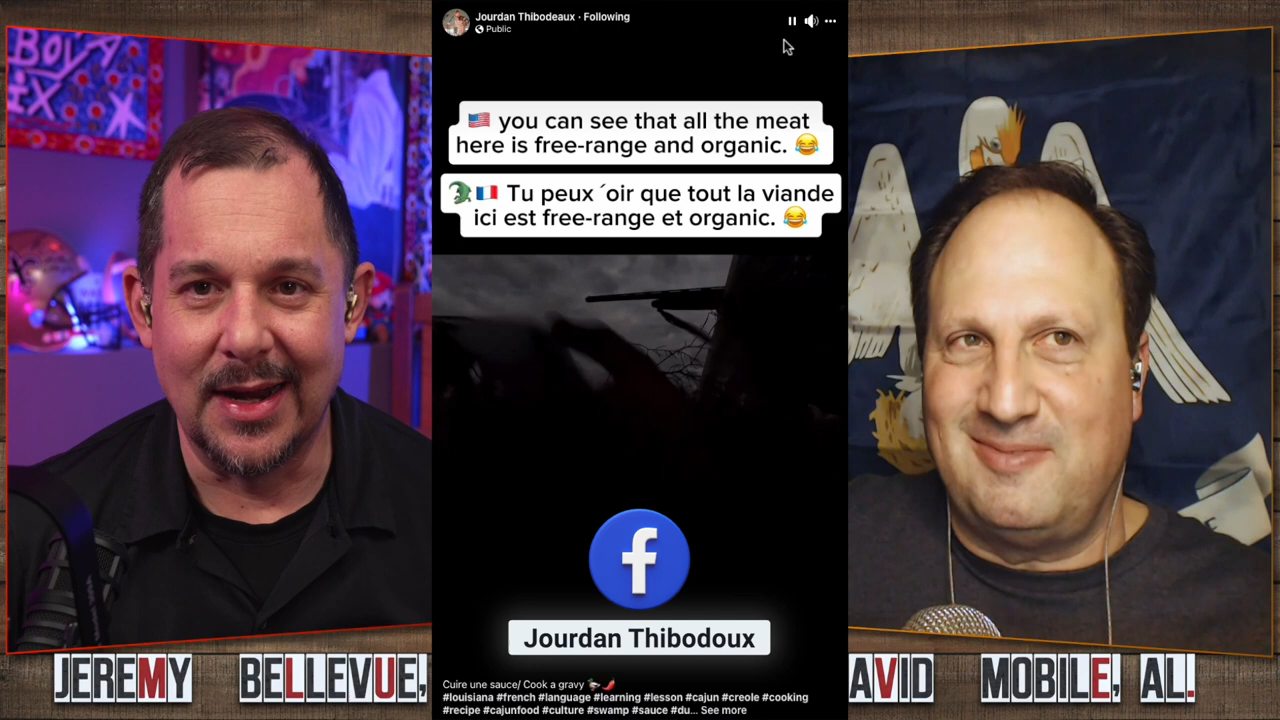 Jourdan Thibodeaux · Following
Public
🇺🇸 you can see that all the meat
here is free-range and organic. 😂
🐊🇫🇷 Tu peux ´oir que tout la viande
ici est free-range et organic. 😂
f
Jourdan Thibodoux
Cuire une sauce/ Cook a gravy 🦆🌶️
#louisiana #french #language #learning #lesson #cajun #creole #cooking
#recipe #cajunfood #culture #swamp #sauce #du... See more
JEREMY BELLEVUE,
AVID MOBILE, AL.